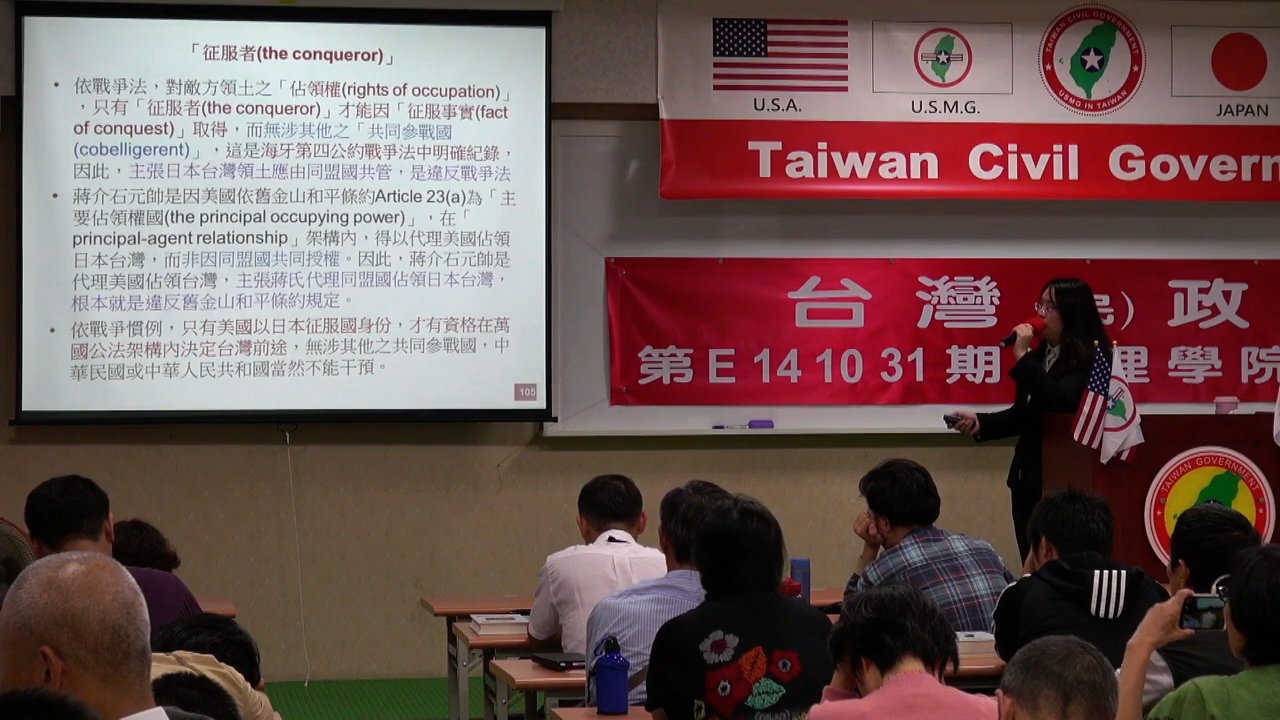 「征服者(the conqueror)」
• 依戰爭法，對敵方領土之「佔領權(rights of occupation)」
，只有「征服者(the conqueror)」才能因「征服事實(fact
of conquest)」取得，而無涉其他之「共同參戰國
(cobelligerent)」，這是海牙第四公約戰爭法中明確紀錄，
因此，主張日本台灣領土應由同盟國共管，是違反戰爭法
• 蔣介石元帥是因美國依舊金山和平條約Article 23(a)為「主
要佔領權國(the principal occupying power)」，在「
principal-agent relationship」架構內，得以代理美國佔領
日本台灣，而非因同盟國共同授權。因此，蔣介石元帥是
代理美國佔領台灣，主張蔣氏代理同盟國佔領日本台灣，
根本就是違反舊金山和平條約規定。
• 依戰爭慣例，只有美國以日本征服國身份，才有資格在萬
國公法架構內決定台灣前途，無涉其他之共同參戰國，中
華民國或中華人民共和國當然不能干預。
105
U.S.A.
U.S.M.G.
TAIWAN CIVIL GOVERNMENT
USMG IN TAIWAN
JAPAN
Taiwan Civil Govern
台灣 民）政
第E 14 10 31 期 理學院
TAIWAN GOVERNMENT